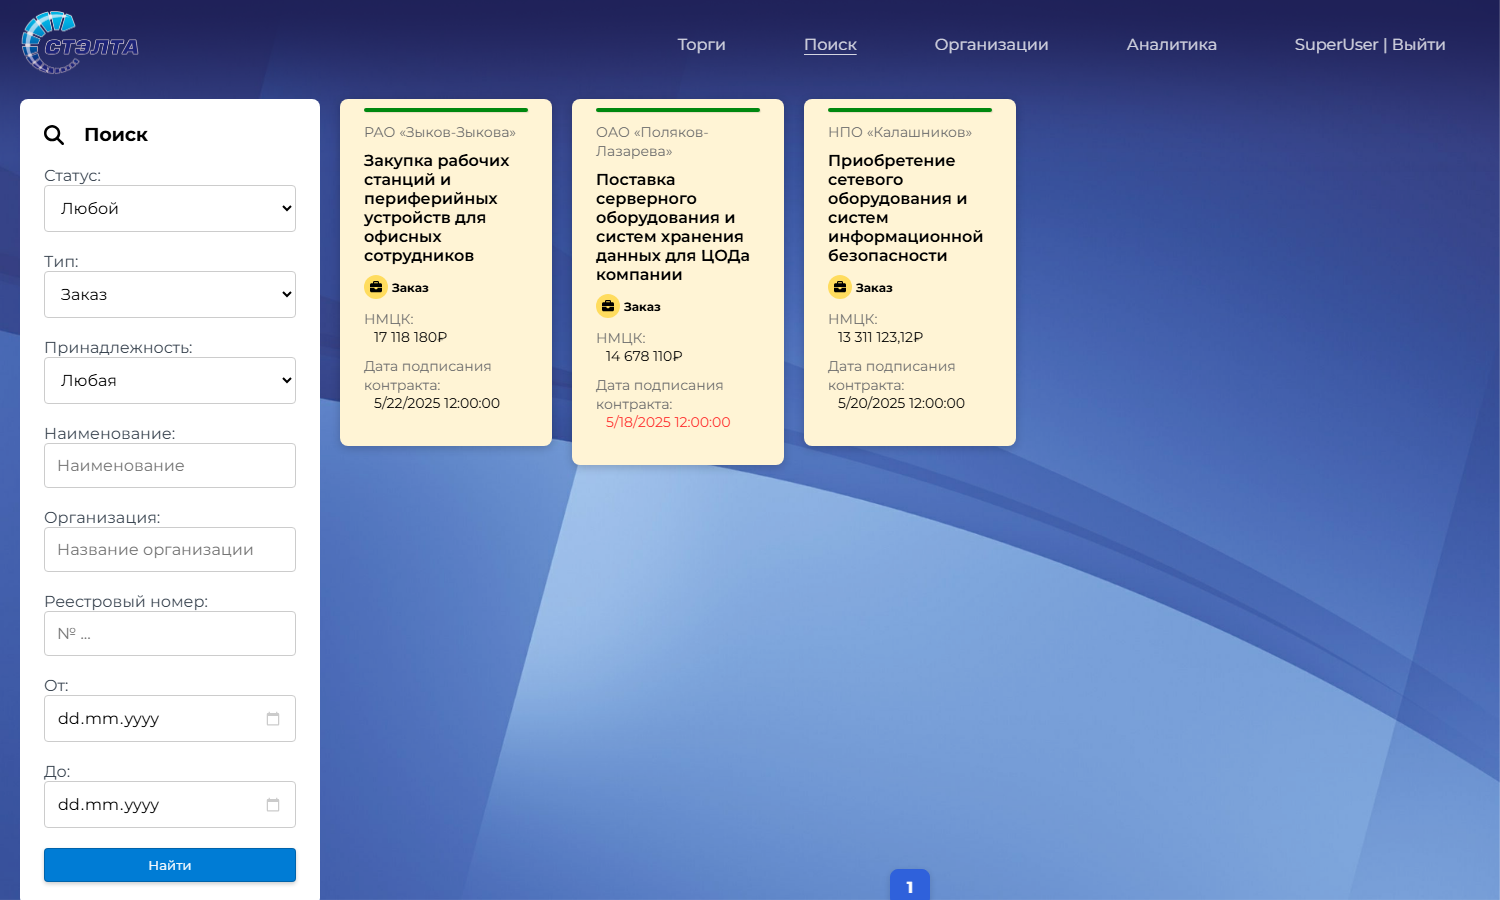 СТЭЛТА
Торги
Поиск
Организации
Аналитика
SuperUser | Выйти
Поиск
Статус:
Любой
Тип:
Заказ
Принадлежность:
Любая
Наименование:
Наименование
Организация:
Название организации
Реестровый номер:
№ ...
От:
dd.mm.yyyy
До:
dd.mm.yyyy
Найти
РАО «Зыков-Зыкова»
Закупка рабочих
станций и
периферийных
устройств для
офисных
сотрудников
Заказ
НМЦК:
17 118 180₽
Дата подписания
контракта:
5/22/2025 12:00:00
ОАО «Поляков-
Лазарева»
Поставка
серверного
оборудования и
систем хранения
данных для ЦОДа
компании
Заказ
НМЦК:
14 678 110₽
Дата подписания
контракта:
5/18/2025 12:00:00
НПО «Калашников»
Приобретение
сетевого
оборудования и
систем
информационной
безопасности
Заказ
НМЦК:
13 311 123,12₽
Дата подписания
контракта:
5/20/2025 12:00:00
1